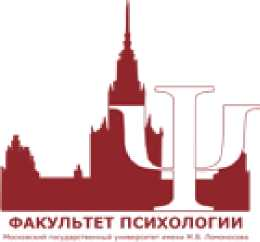 Ψ
ФАКУЛЬТЕТ ПСИХОЛОГИИ
Московский государственный университет имени М.В. Ломоносова